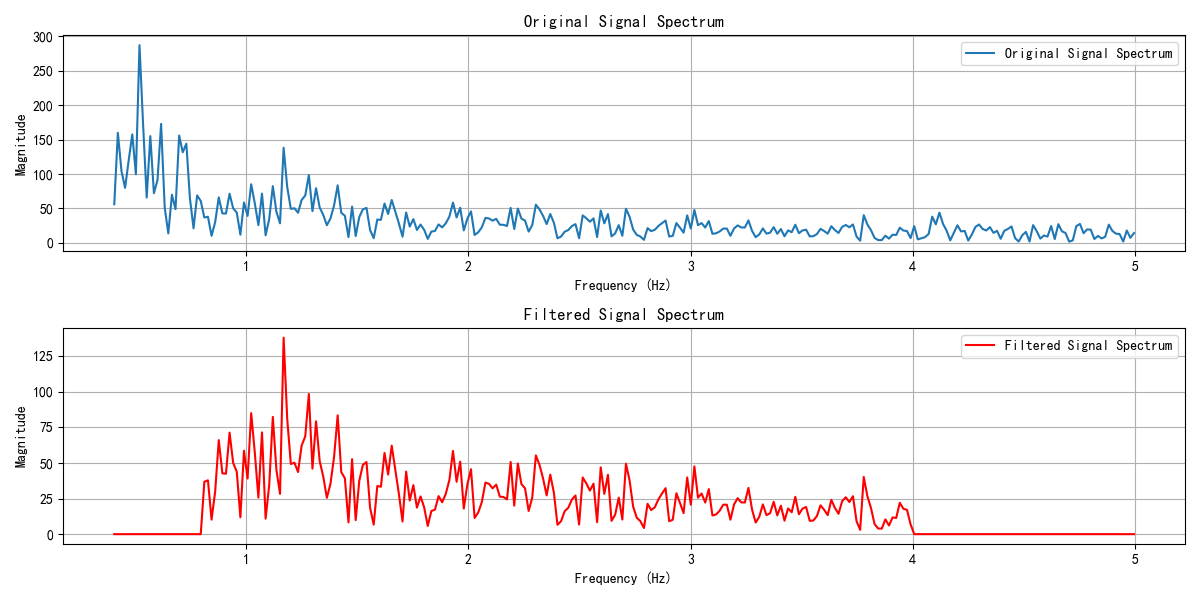 Original Signal Spectrum
300
250
200
150
100
50
0
Magnitude
Original Signal Spectrum
1 2 3 4 5
Frequency (Hz)
Filtered Signal Spectrum
125
100
75
50
25
0
Magnitude
Filtered Signal Spectrum
1 2 3 4 5
Frequency (Hz)